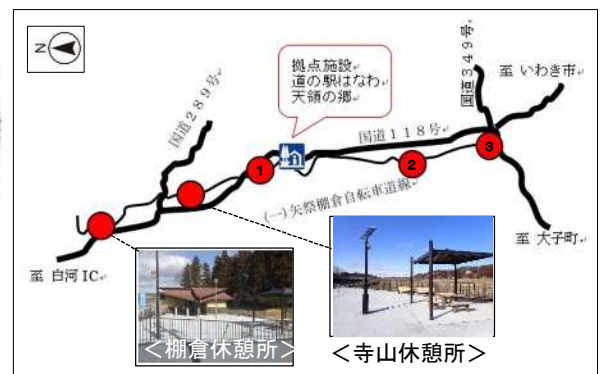 N
国道349号
至 いわき市
拠点施設
道の駅はなわ
天領の郷
国道289号
国道118号
1
2
3
(一)矢祭棚倉自転車道線
至 白河IC
至 大子町
<棚倉休憩所>
<寺山休憩所>